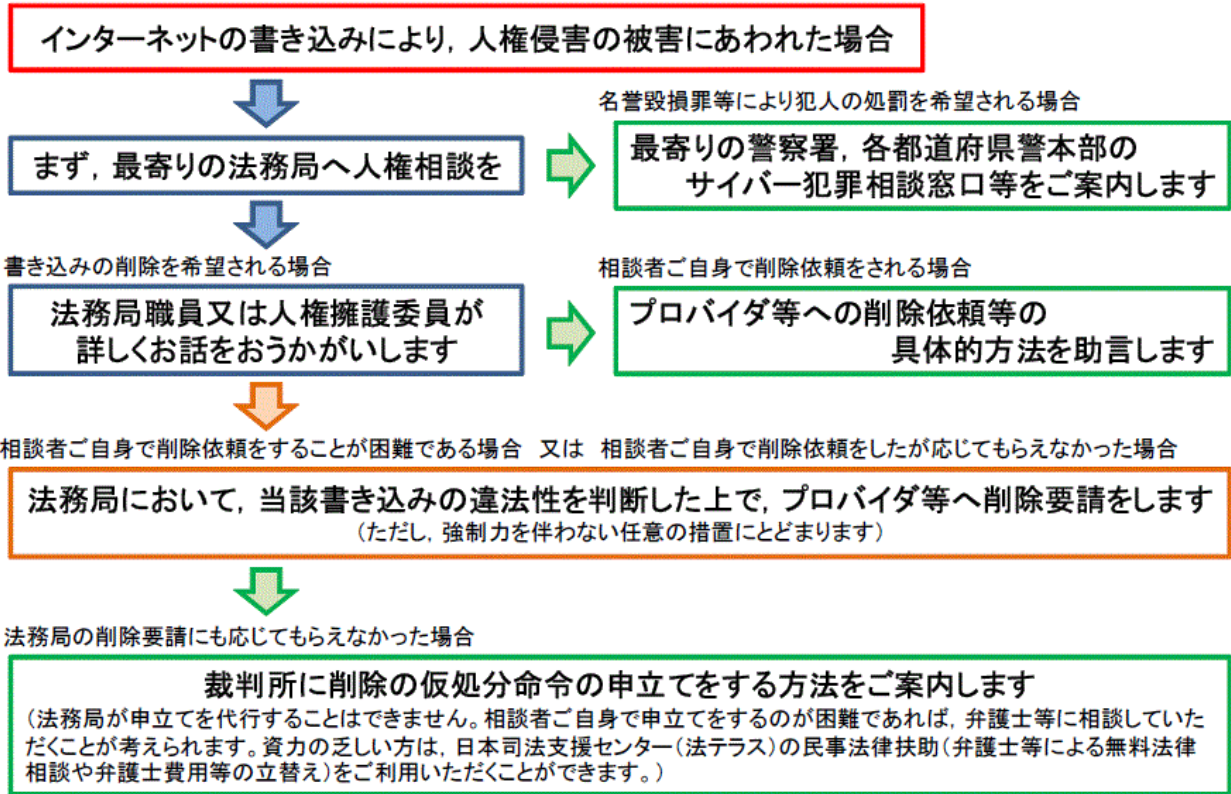 インターネットの書き込みにより，人権侵害の被害にあわれた場合
名誉毀損罪等により犯人の処罰を希望される場合
まず，最寄りの法務局へ人権相談を
最寄りの警察署，各都道府県警本部の
サイバー犯罪相談窓口等をご案内します
書き込みの削除を希望される場合
相談者ご自身で削除依頼をされる場合
法務局職員又は人権擁護委員が
詳しくお話をおうかがいします
プロバイダ等への削除依頼等の
具体的方法を助言します
相談者ご自身で削除依頼をすることが困難である場合　又は　相談者ご自身で削除依頼をしたが応じてもらえなかった場合
法務局において，当該書き込みの違法性を判断した上で，プロバイダ等へ削除要請をします
（ただし，強制力を伴わない任意の措置にとどまります）
法務局の削除要請にも応じてもらえなかった場合
裁判所に削除の仮処分命令の申立てをする方法をご案内します
（法務局が申立てを代行することはできません。相談者ご自身で申立てをするのが困難であれば，弁護士等に相談していた
だくことが考えられます。資力の乏しい方は，日本司法支援センター（法テラス）の民事法律扶助（弁護士等による無料法律
相談や弁護士費用等の立替え）をご利用いただくことができます。）